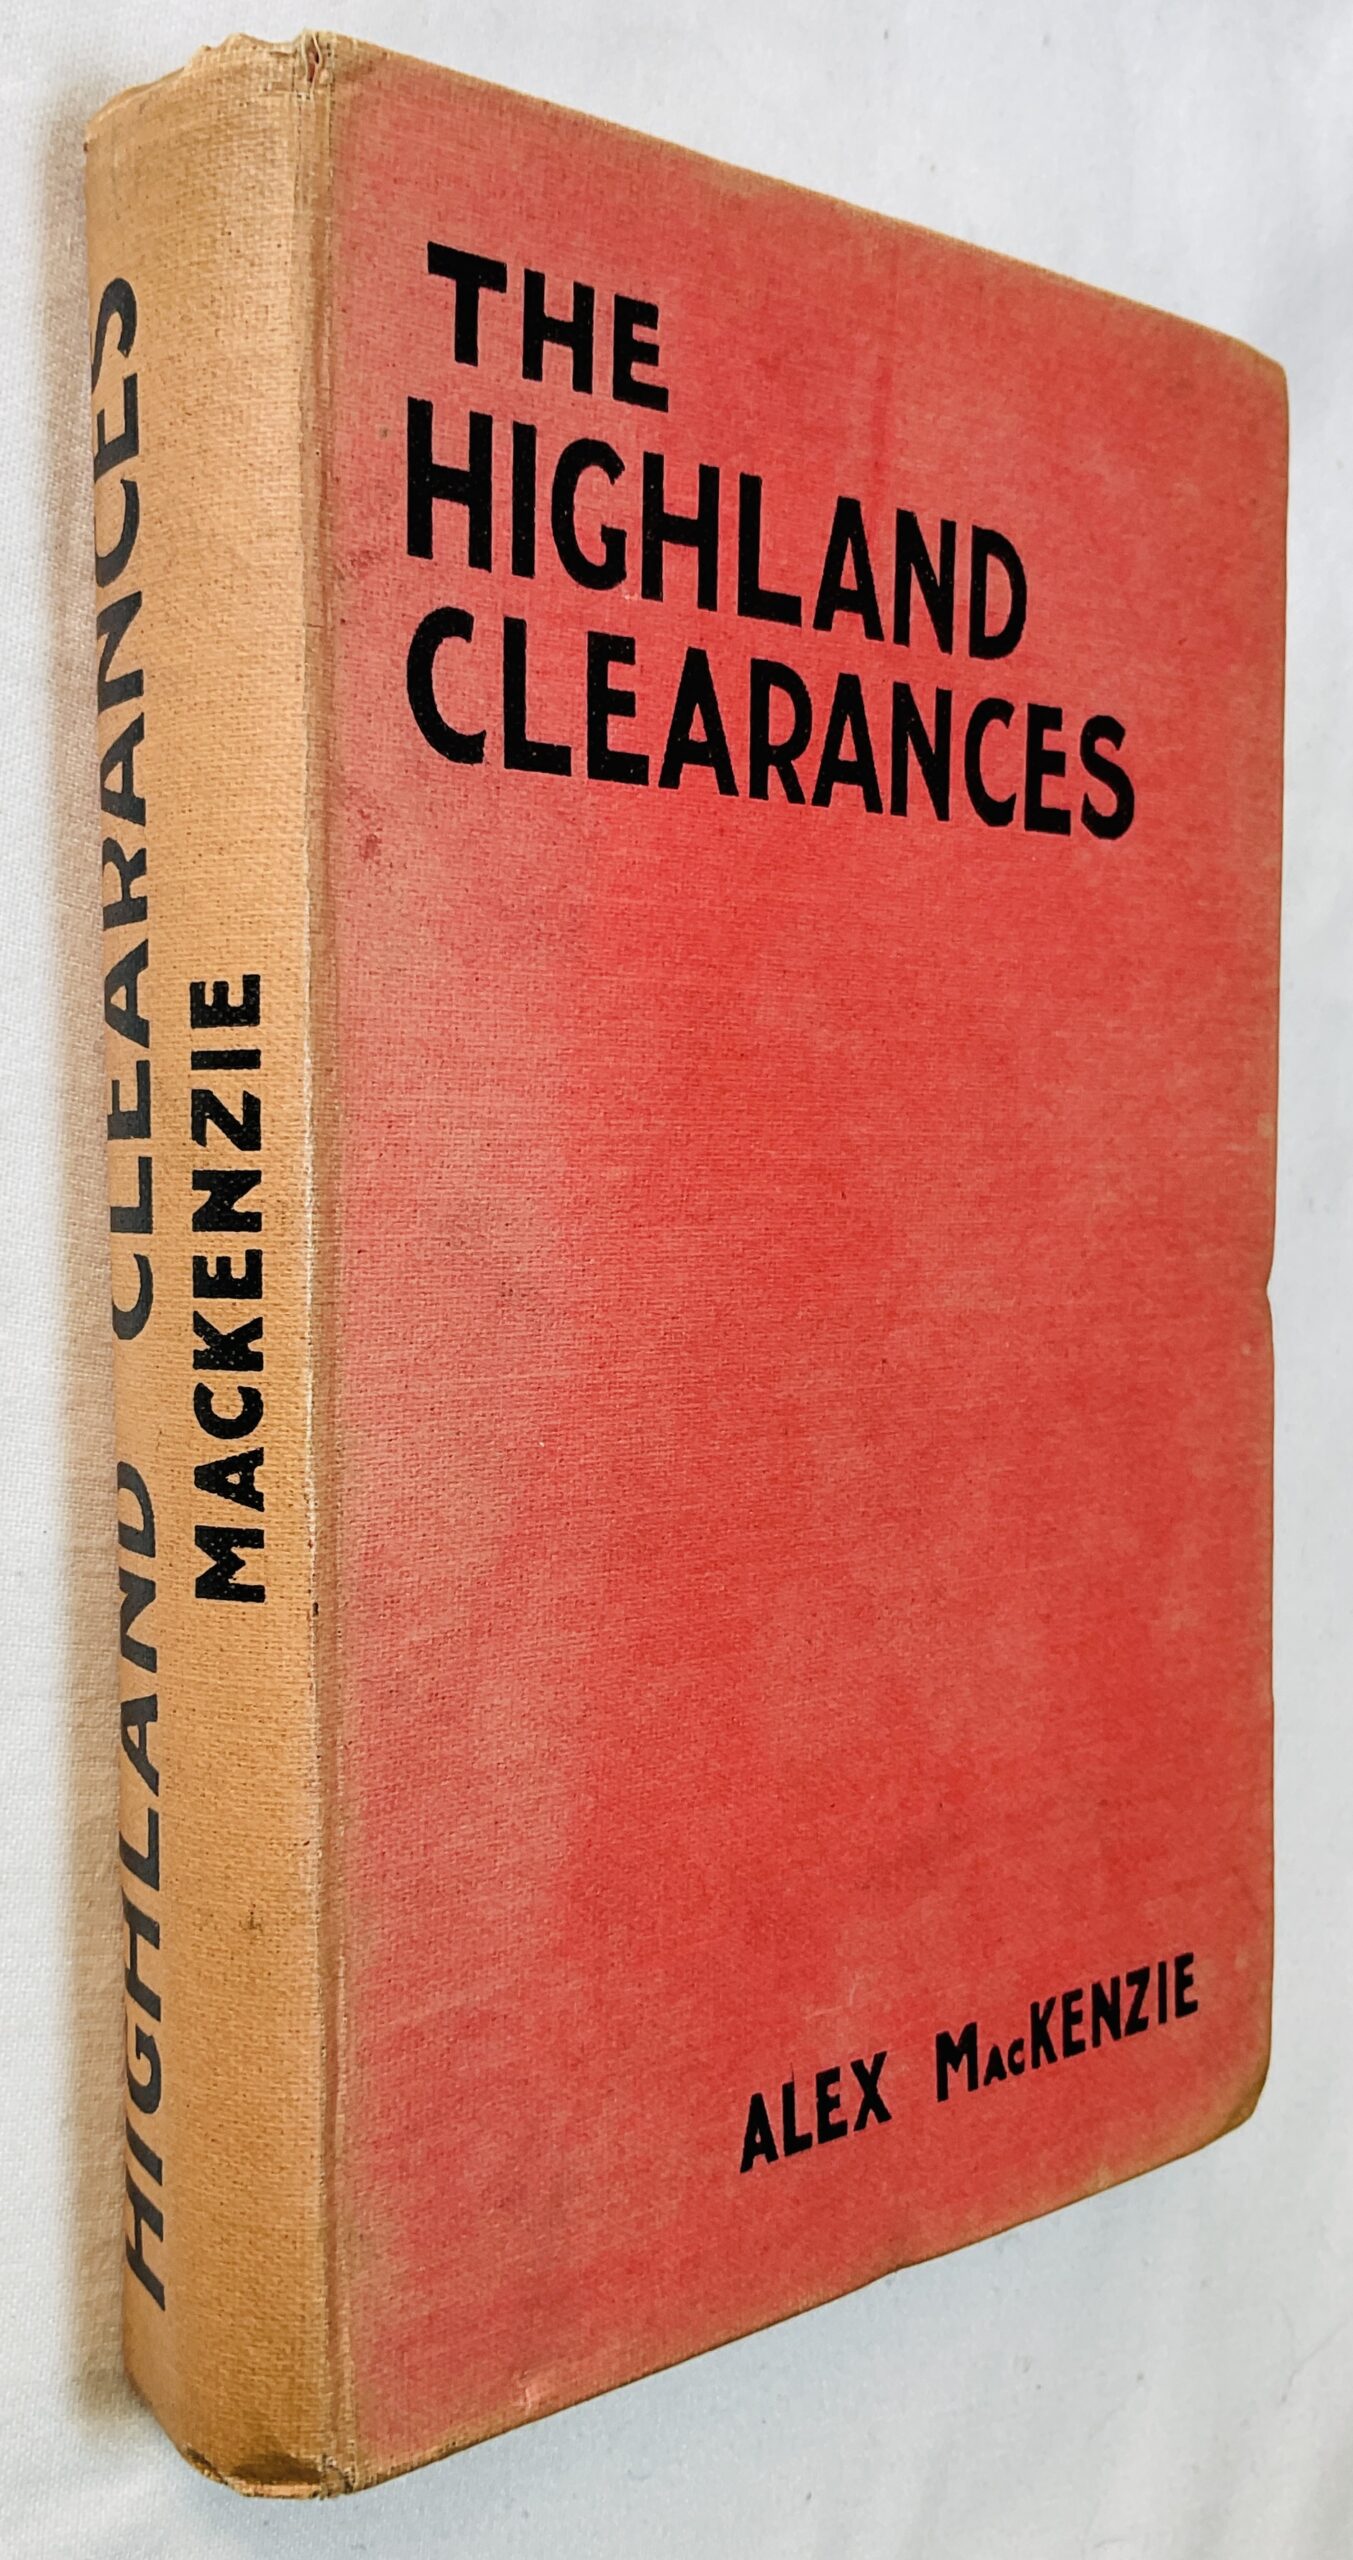 THE
HIGHLAND
CLEARANCES
ALEX MacKENZIE
HIGHLAND CLEARANCES
MACKENZIE